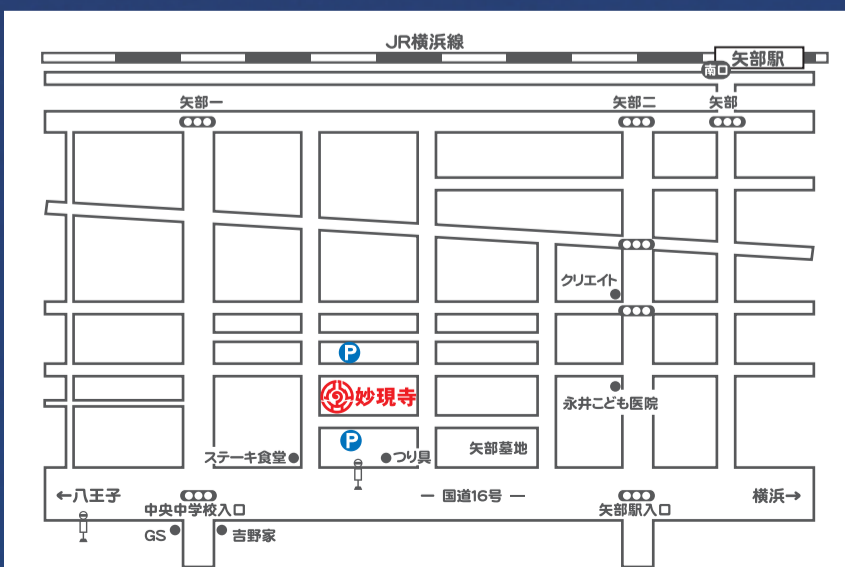 JR横浜線
矢部駅
南口
矢部一
矢部二
矢部
クリエイト
P
妙現寺
永井こども医院
P
矢部墓地
ステーキ食堂
つり具
←八王子
国道16号
横浜→
中央中学校入口
矢部駅入口
GS
吉野家